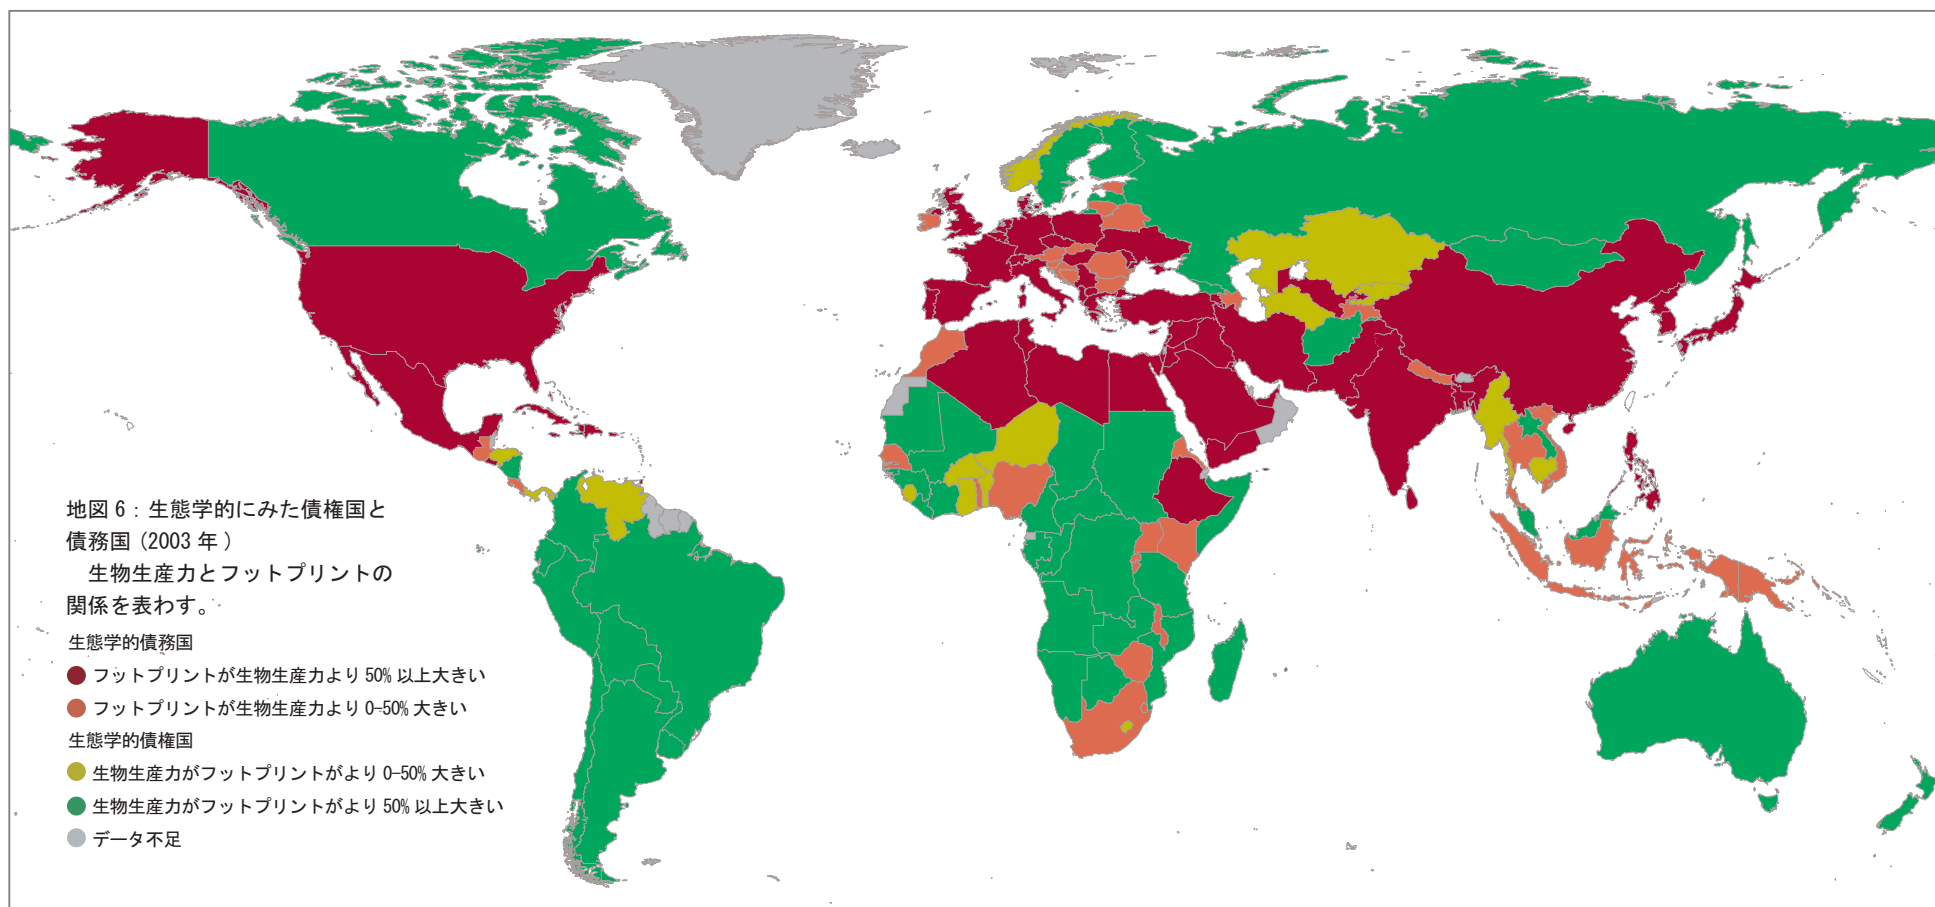 地図 6 : 生態学的にみた債権国と
債務国 (2003 年 )
生物生産力とフットプリントの
関係を表わす。
生態学的債務国
フットプリントが生物生産力より 50% 以上大きい
フットプリントが生物生産力より 0-50% 大きい
生態学的債権国
生物生産力がフットプリントがより 0-50% 大きい
生物生産力がフットプリントがより 50% 以上大きい
データ不足